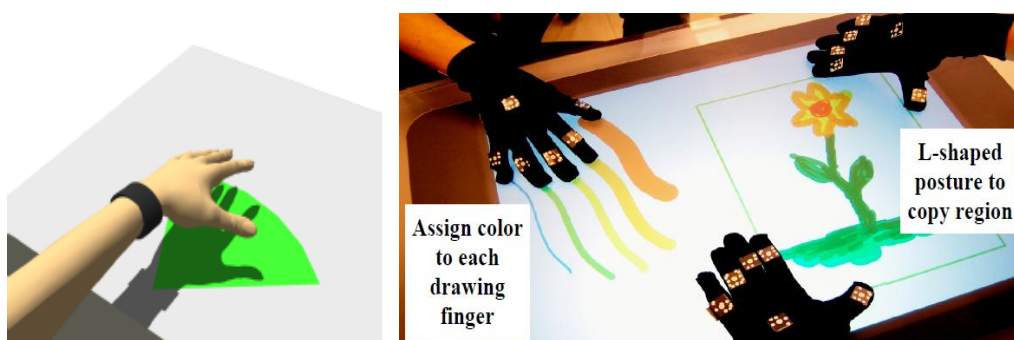 Assign color
to each
drawing
finger
L-shaped
posture to
copy region